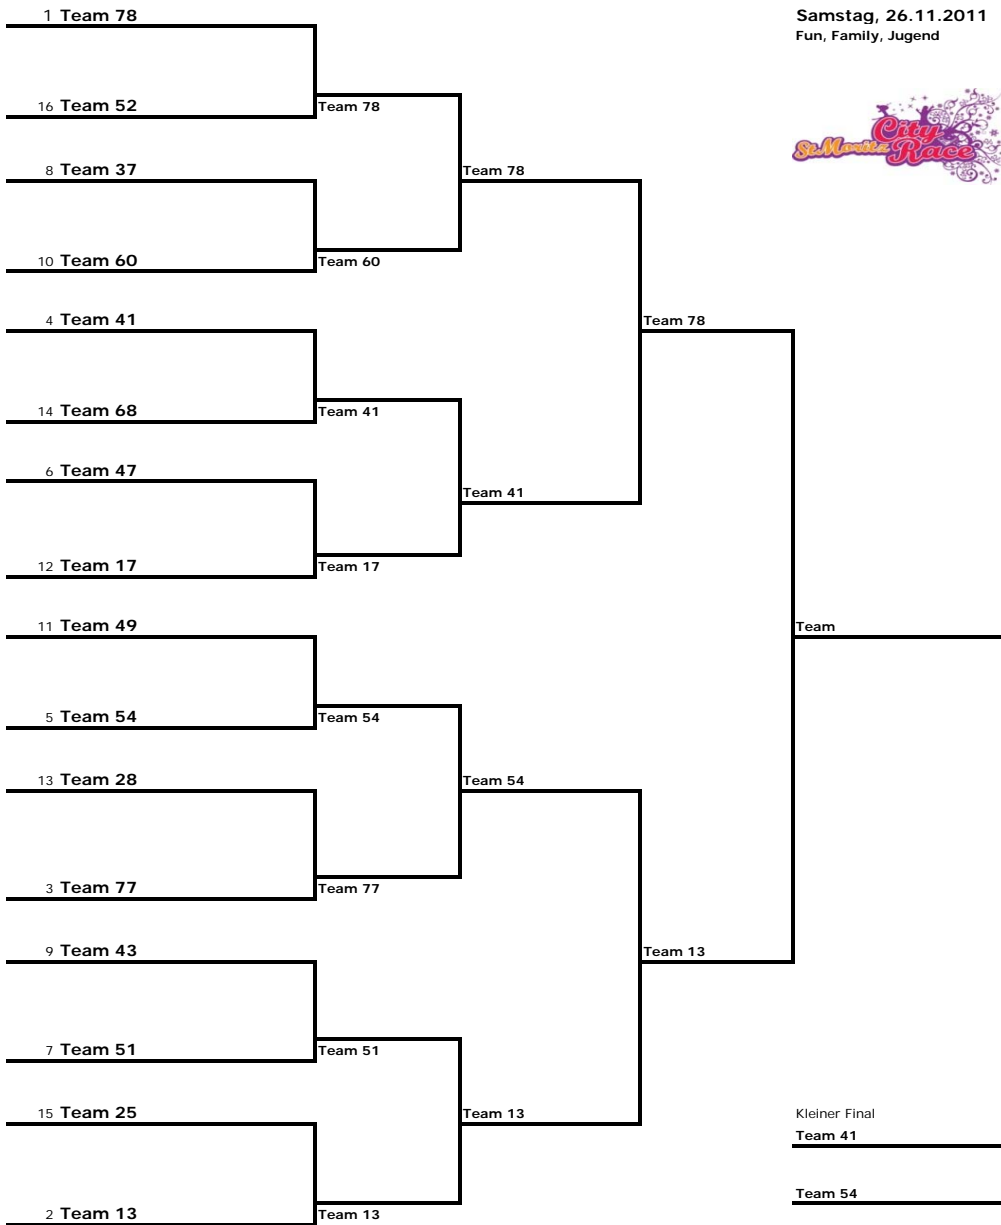 1 Team 78
Samstag, 26.11.2011
Fun, Family, Jugend
16 Team 52
Team 78
St.Moritz City Race
8 Team 37
Team 78
10 Team 60
Team 60
4 Team 41
Team 78
14 Team 68
Team 41
6 Team 47
Team 41
12 Team 17
Team 17
11 Team 49
Team
5 Team 54
Team 54
13 Team 28
Team 54
3 Team 77
Team 77
9 Team 43
Team 13
7 Team 51
Team 51
15 Team 25
Team 13
Kleiner Final
Team 41
Team 54
2 Team 13
Team 13